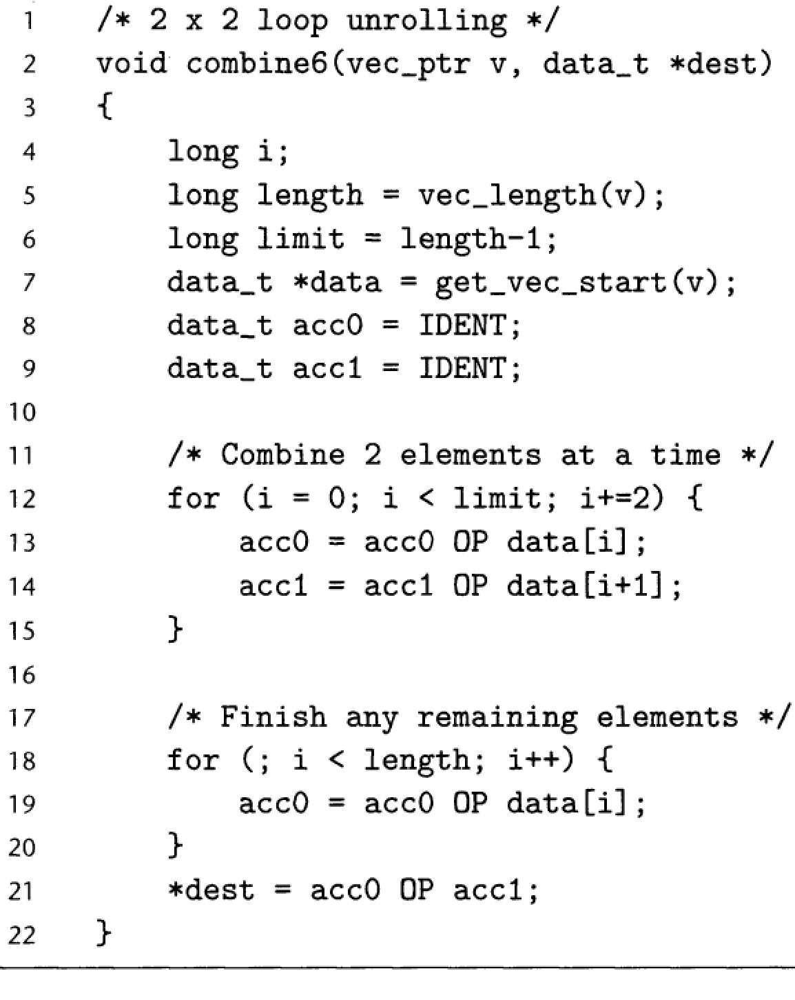 1 /* 2 x 2 loop unrolling */
2 void combine6(vec_ptr v, data_t *dest)
3 {
4     long i;
5     long length = vec_length(v);
6     long limit = length-1;
7     data_t *data = get_vec_start(v);
8     data_t acc0 = IDENT;
9     data_t acc1 = IDENT;
10
11     /* Combine 2 elements at a time */
12     for (i = 0; i < limit; i+=2) {
13         acc0 = acc0 OP data[i];
14         acc1 = acc1 OP data[i+1];
15     }
16
17     /* Finish any remaining elements */
18     for (; i < length; i++) {
19         acc0 = acc0 OP data[i];
20     }
21     *dest = acc0 OP acc1;
22 }